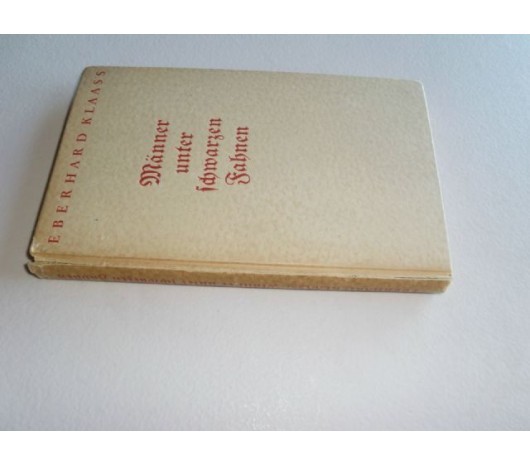 EBERHARD KLAASS
Männer
unter
schwarzen
Fahnen